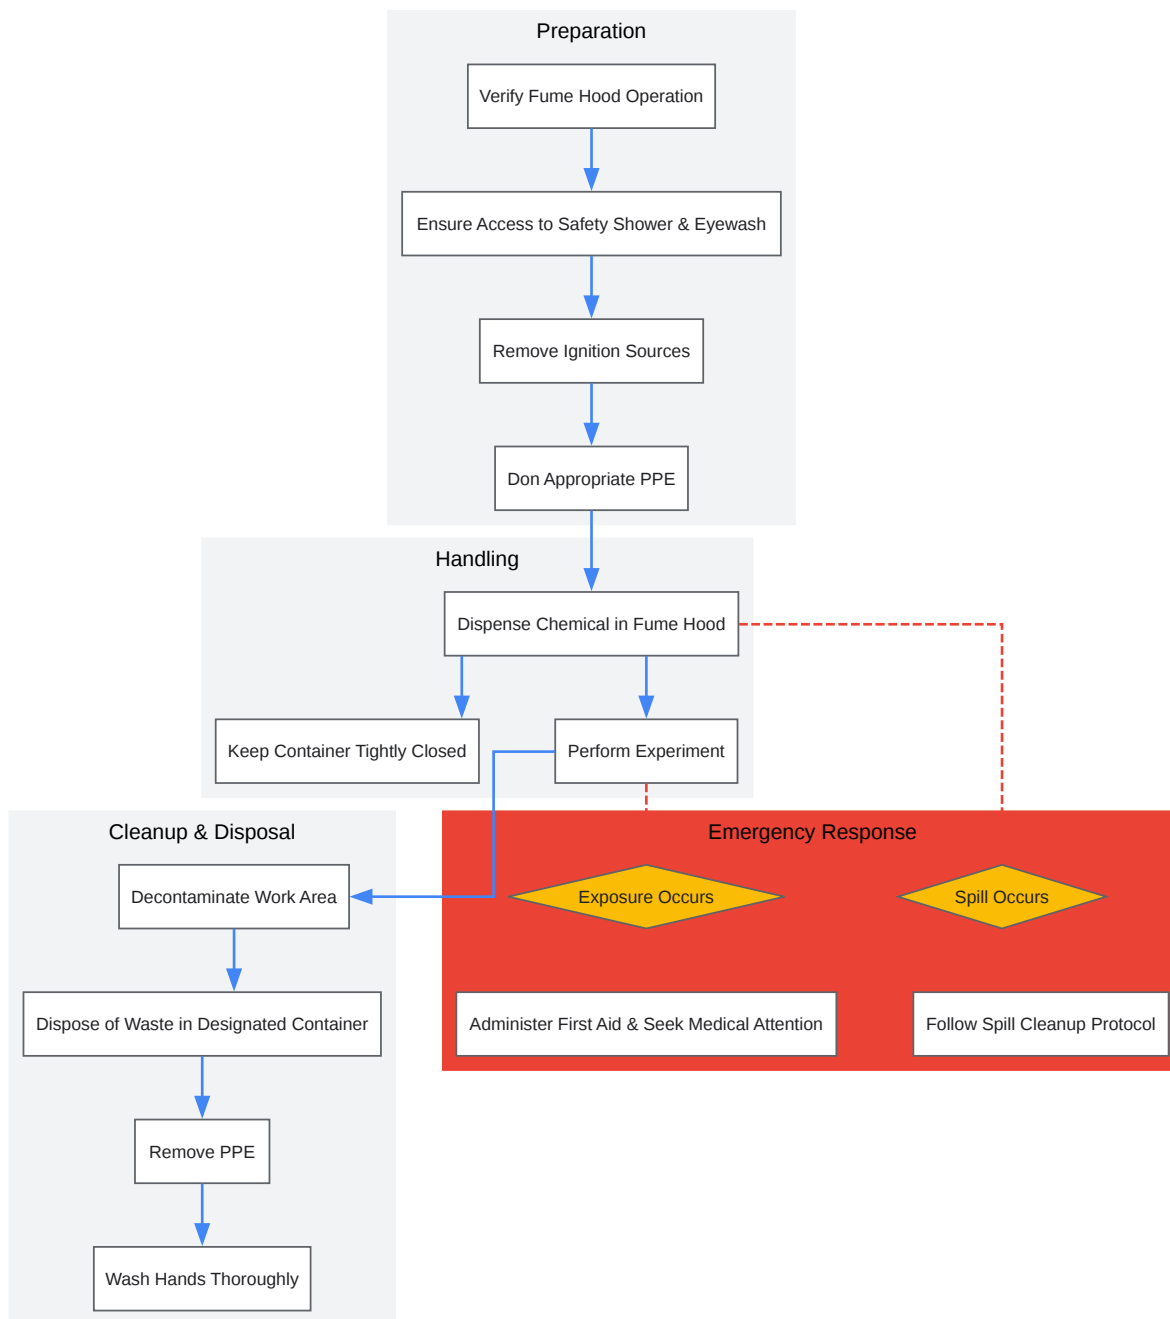 Preparation
Verify Fume Hood Operation
Ensure Access to Safety Shower & Eyewash
Remove Ignition Sources
Don Appropriate PPE
Handling
Dispense Chemical in Fume Hood
Keep Container Tightly Closed
Perform Experiment
Cleanup & Disposal
Decontaminate Work Area
Dispose of Waste in Designated Container
Remove PPE
Wash Hands Thoroughly
Emergency Response
Exposure Occurs
Spill Occurs
Administer First Aid & Seek Medical Attention
Follow Spill Cleanup Protocol